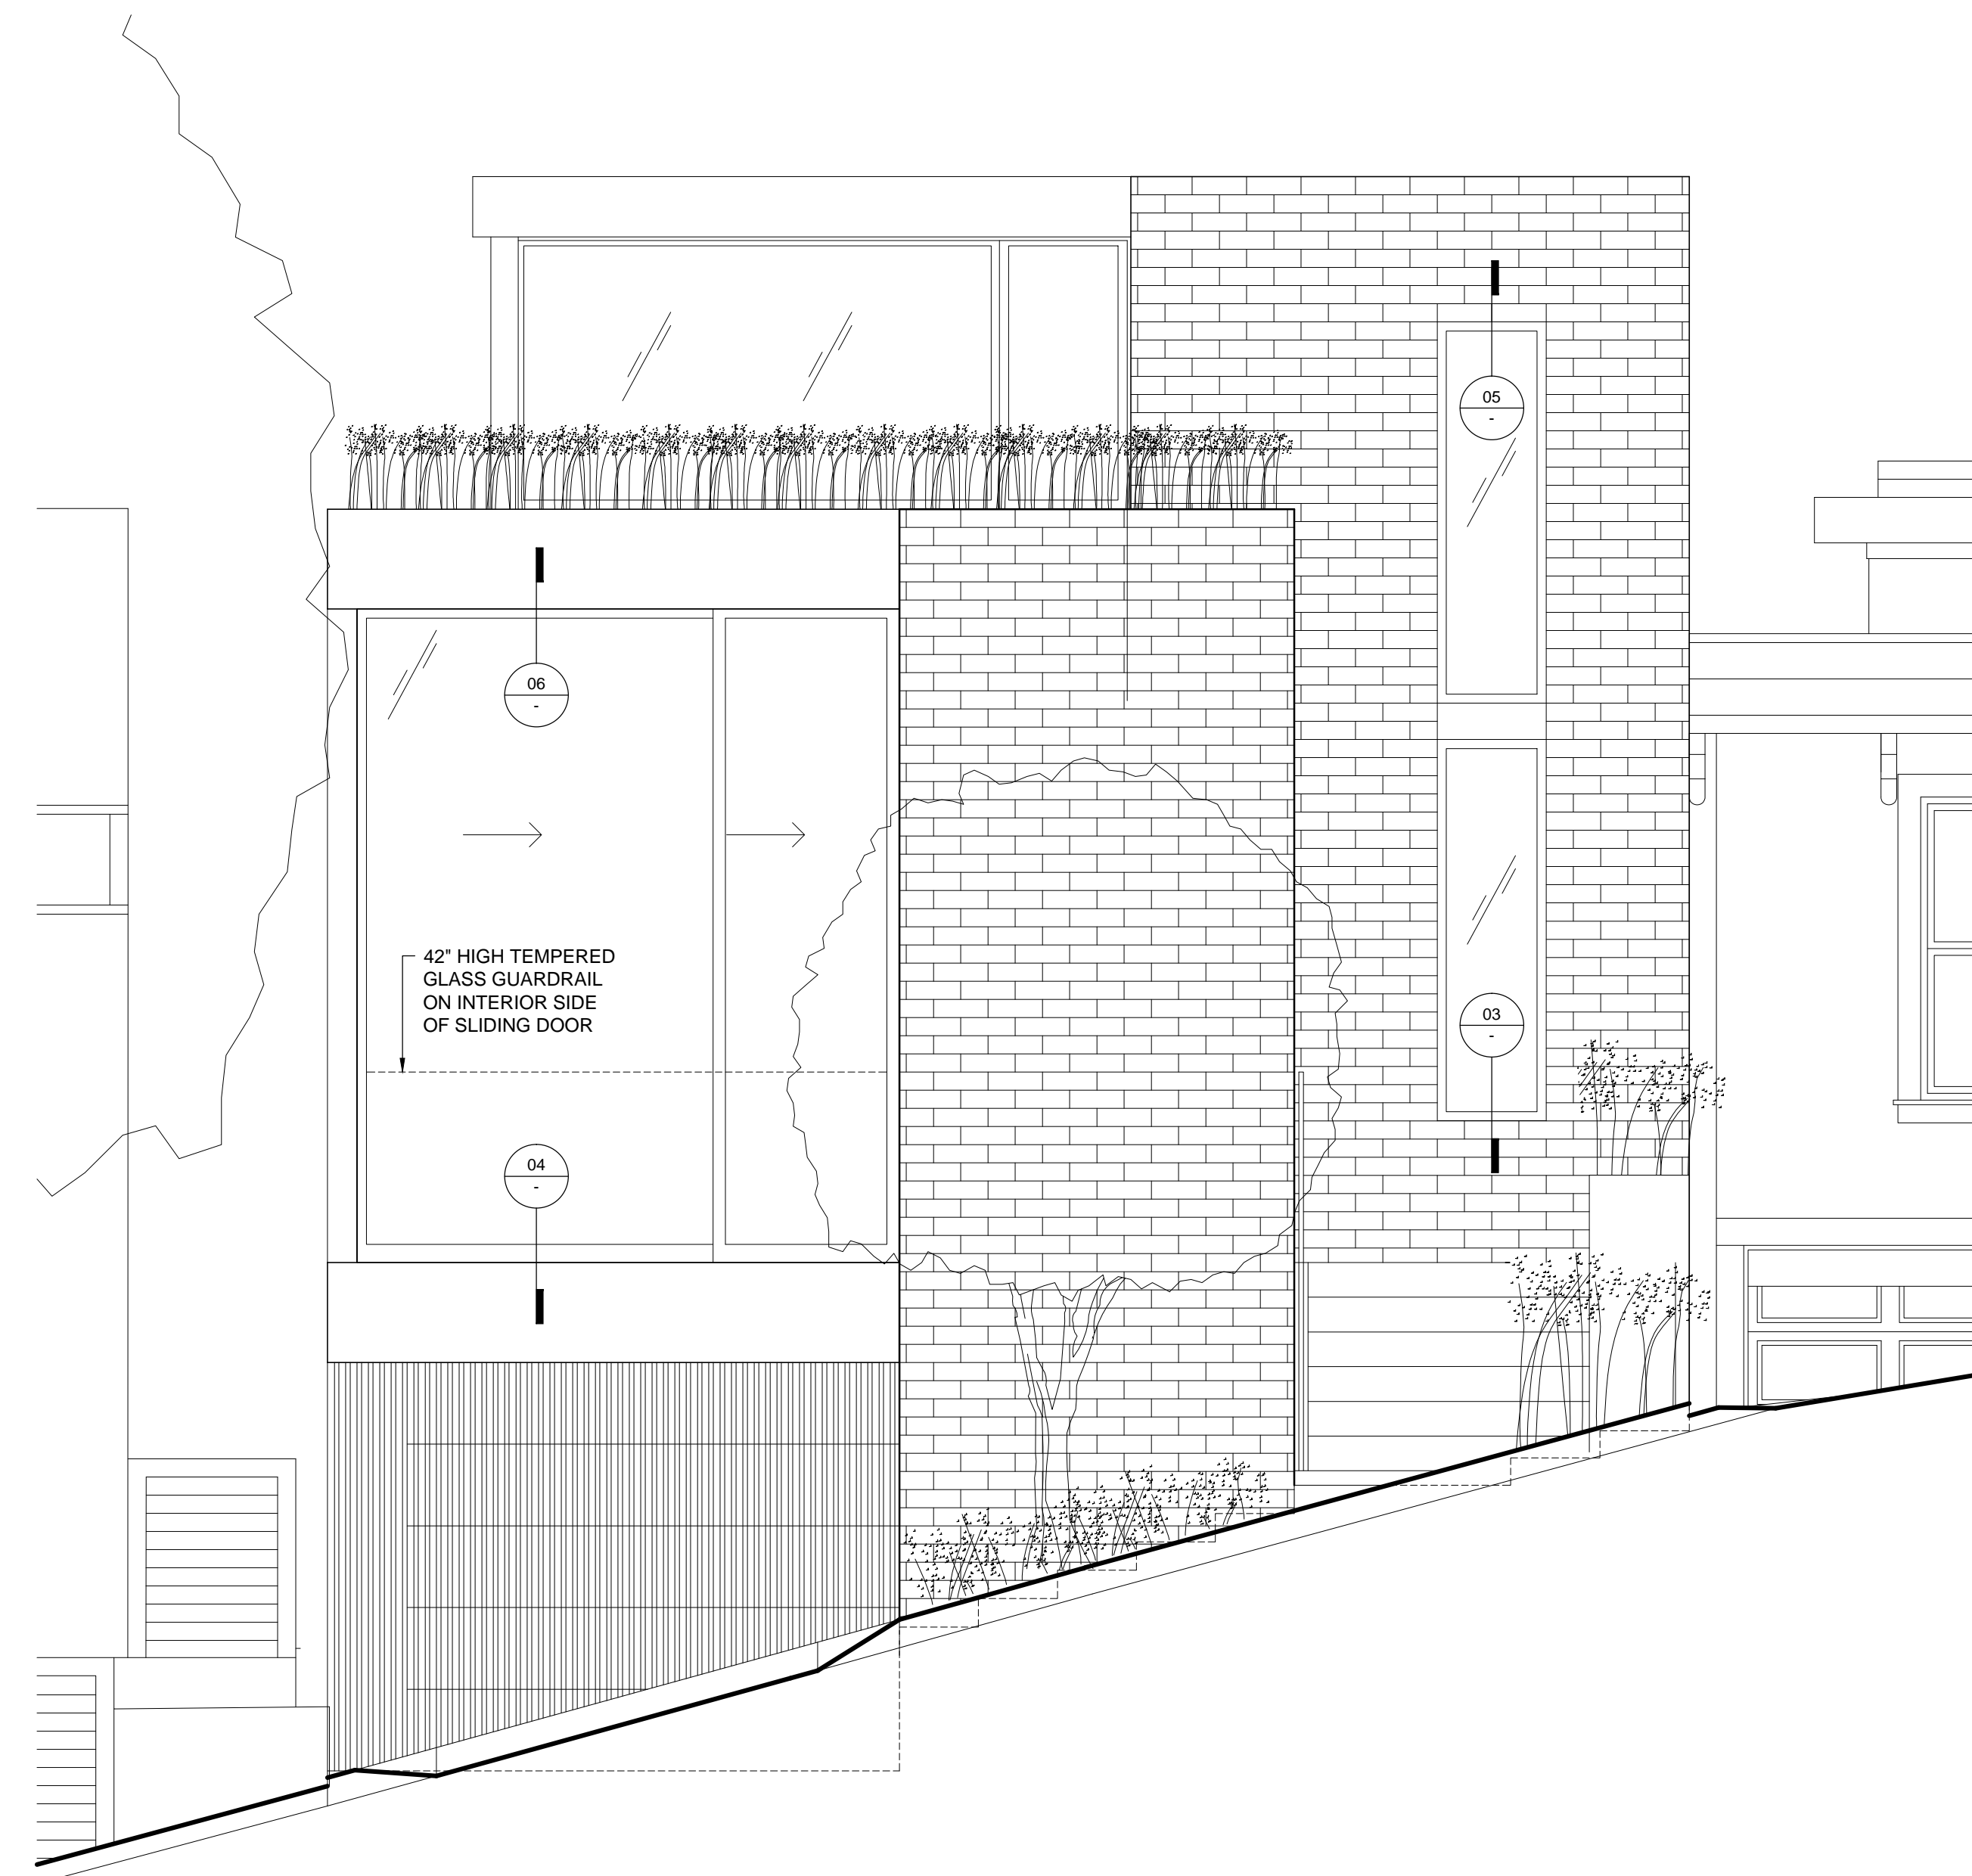 05
-
06
-
42" HIGH TEMPERED
GLASS GUARDRAIL
ON INTERIOR SIDE
OF SLIDING DOOR
03
-
04
-